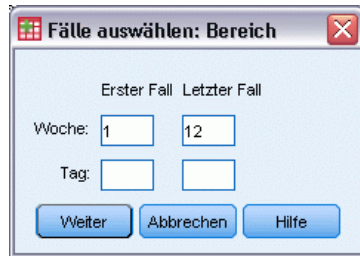 Fälle auswählen: Bereich
Erster Fall Letzter Fall
Woche: 1 12
Tag:
Weiter Abbrechen Hilfe